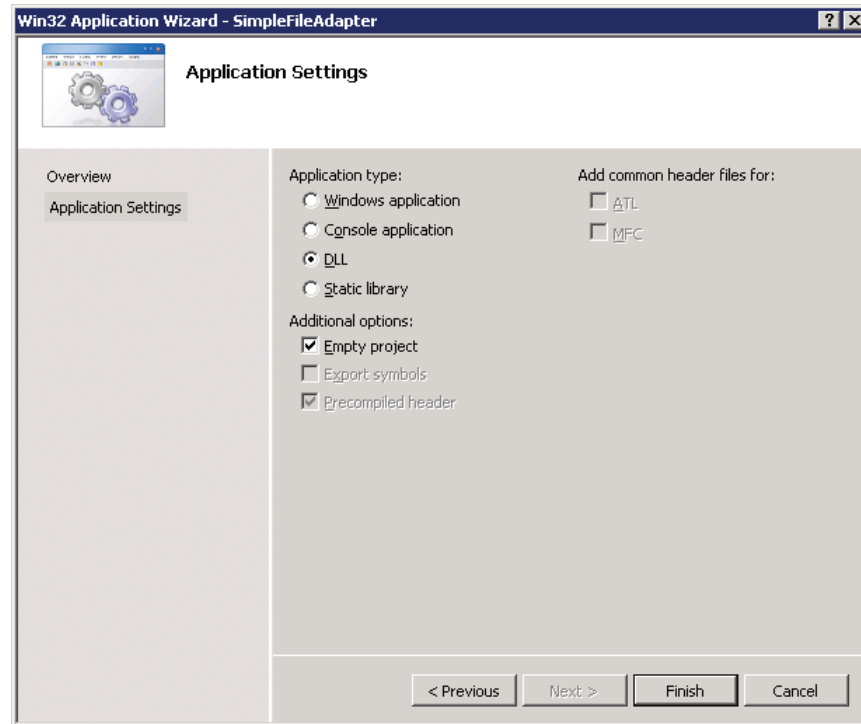 Win32 Application Wizard - SimpleFileAdapter
Application Settings
Overview
Application Settings
Application type:
Windows application
Console application
DLL
Static library
Additional options:
Empty project
Export symbols
Precompiled header
Add common header files for:
ATL
MFC
< Previous
Next >
Finish
Cancel